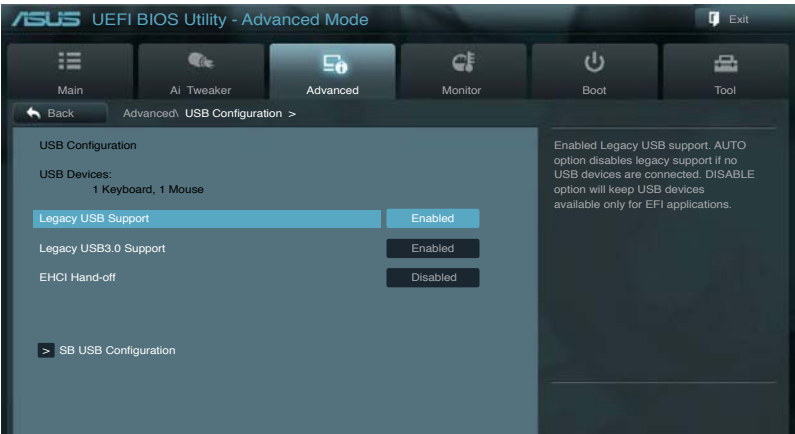 ASUS UEFI BIOS Utility - Advanced Mode
Exit
Main
Ai Tweaker
Advanced
Monitor
Boot
Tool
Back
Advanced\ USB Configuration >
USB Configuration
USB Devices:
1 Keyboard, 1 Mouse
Legacy USB Support Enabled
Legacy USB3.0 Support Enabled
EHCI Hand-off Disabled
> SB USB Configuration
Enabled Legacy USB support. AUTO
option disables legacy support if no
USB devices are connected. DISABLE
option will keep USB devices
available only for EFI applications.